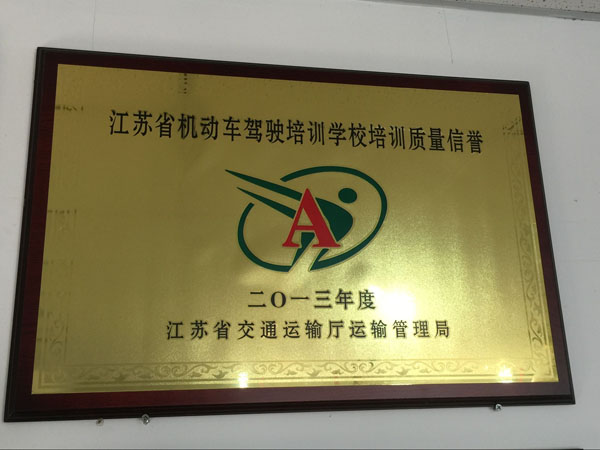 江苏省机动车驾驶培训学校培训质量信誉
A
二O一三年度
江苏省交通运输厅运输管理局